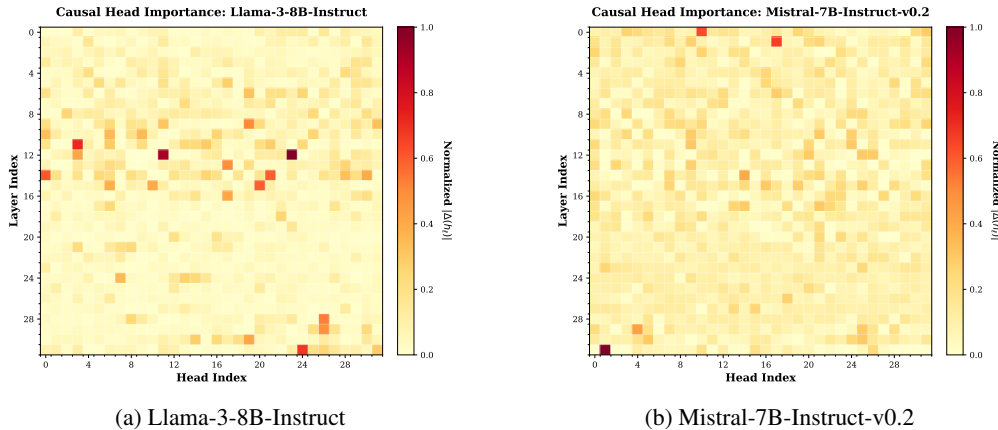 Causal Head Importance: Llama-3-8B-Instruct
0
4
8
12
16
20
24
28
Layer Index
0 4 8 12 16 20 24 28
Head Index
1.0
0.8
0.6
0.4
0.2
0.0
Normalized |Δ(hₗ)|
(a) Llama-3-8B-Instruct
Causal Head Importance: Mistral-7B-Instruct-v0.2
0
4
8
12
16
20
24
28
Layer Index
0 4 8 12 16 20 24 28
Head Index
1.0
0.8
0.6
0.4
0.2
0.0
Normalized |Δ(hₗ)|
(b) Mistral-7B-Instruct-v0.2